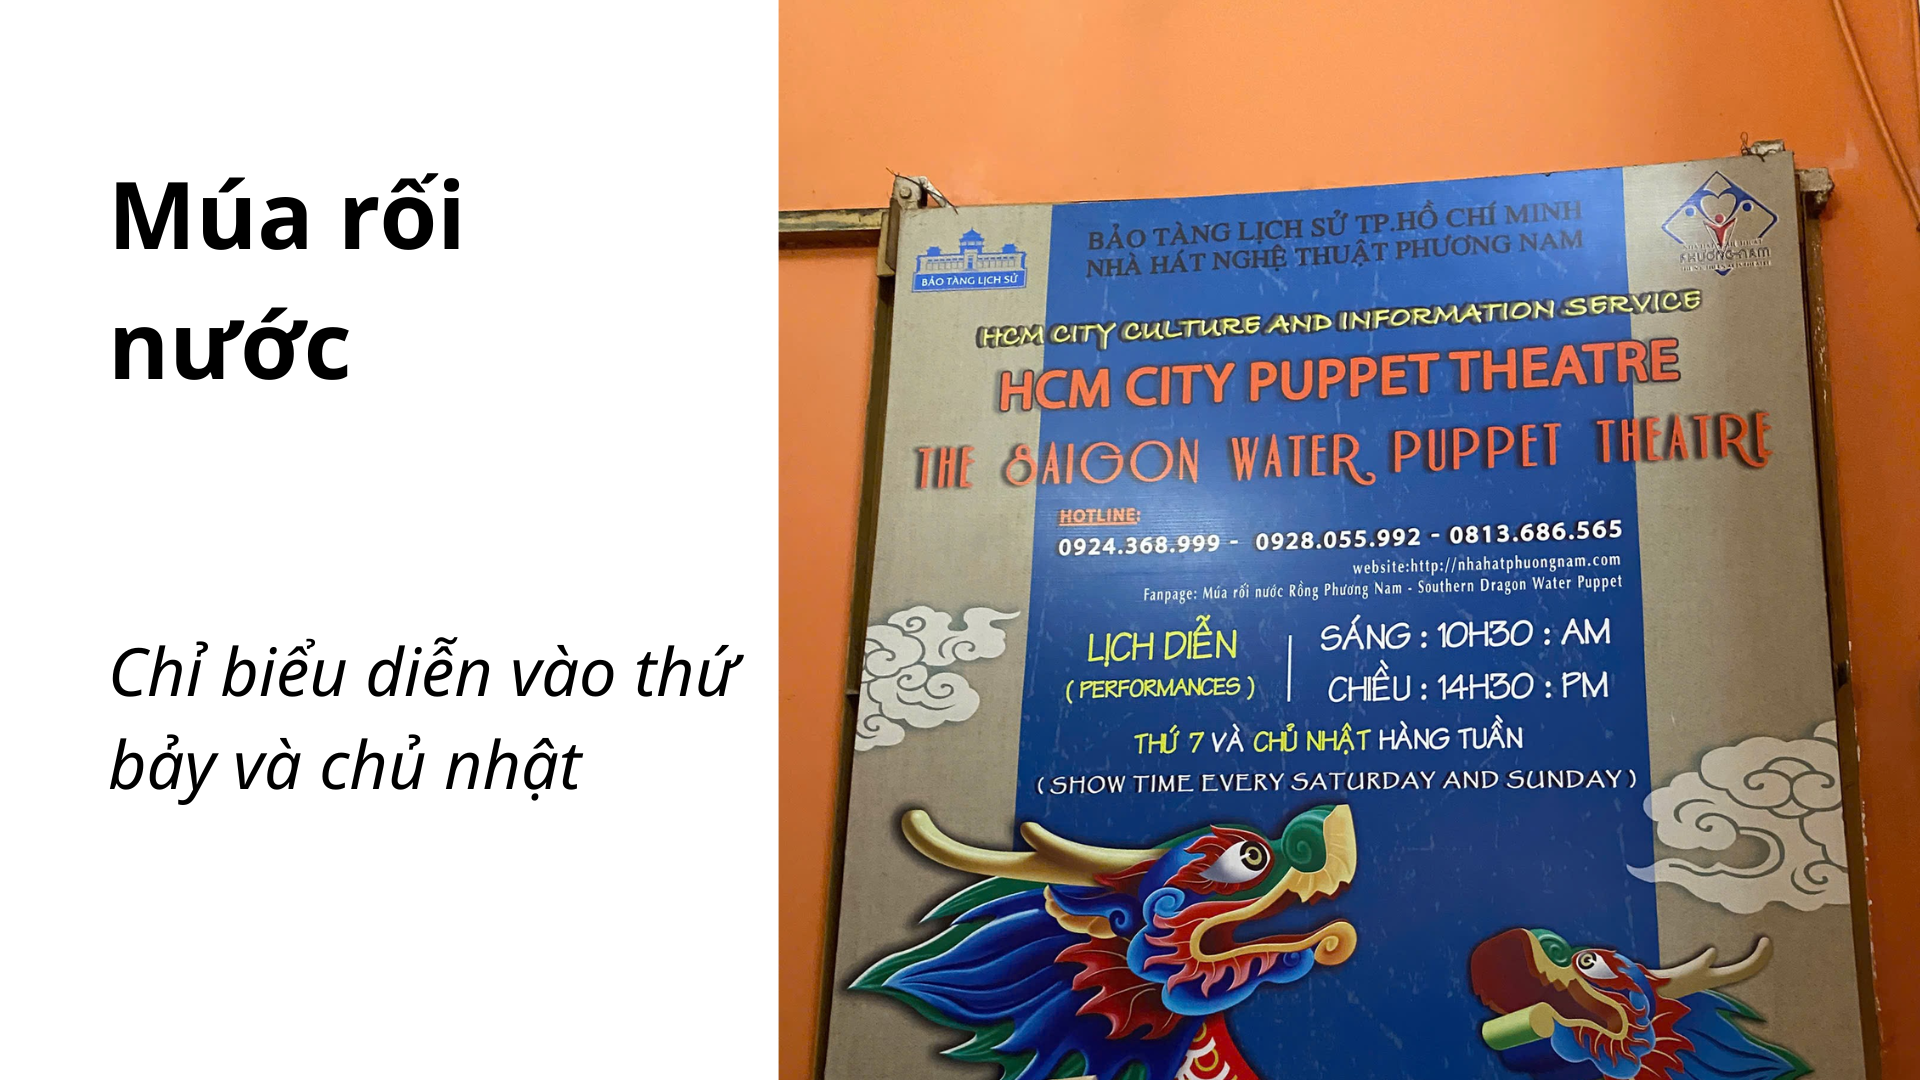 Múa rối
nước
Chỉ biểu diễn vào thứ
bảy và chủ nhật
BẢO TÀNG LỊCH SỬ TP.HỒ CHÍ MINH
NHÀ HÁT NGHỆ THUẬT PHƯƠNG NAM
BẢO TÀNG LỊCH SỬ
PHƯƠNG-NAM
HCM CITY CULTURE AND INFORMATION SERVICE
HCM CITY PUPPET THEATRE
THE SAIGON WATER PUPPET THEATRE
HOTLINE:
0924.368.999 - 0928.055.992 - 0813.686.565
website:http://nhahatphuongnam.com
Fanpage: Múa rối nước Rồng Phương Nam - Southern Dragon Water Puppet
LỊCH DIỄN
(PERFORMANCES)
SÁNG : 10H30 : AM
CHIỀU : 14H30 : PM
THỨ 7 VÀ CHỦ NHẬT HÀNG TUẦN
( SHOW TIME EVERY SATURDAY AND SUNDAY )